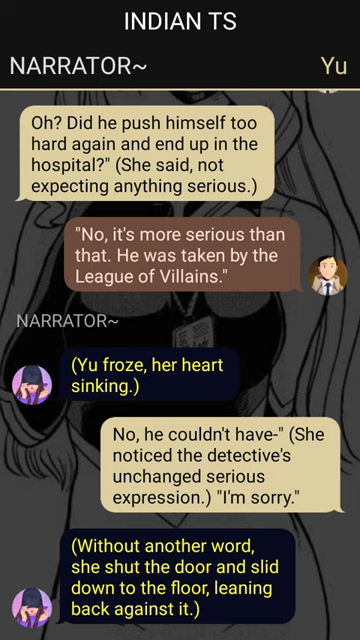 INDIAN TS
NARRATOR~ Yu
Oh? Did he push himself too
hard again and end up in the
hospital?" (She said, not
expecting anything serious.)
"No, it's more serious than
that. He was taken by the
League of Villains."
NARRATOR~
(Yu froze, her heart
sinking.)
No, he couldn't have-" (She
noticed the detective's
unchanged serious
expression.) "I'm sorry."
(Without another word,
she shut the door and slid
down to the floor, leaning
back against it.)